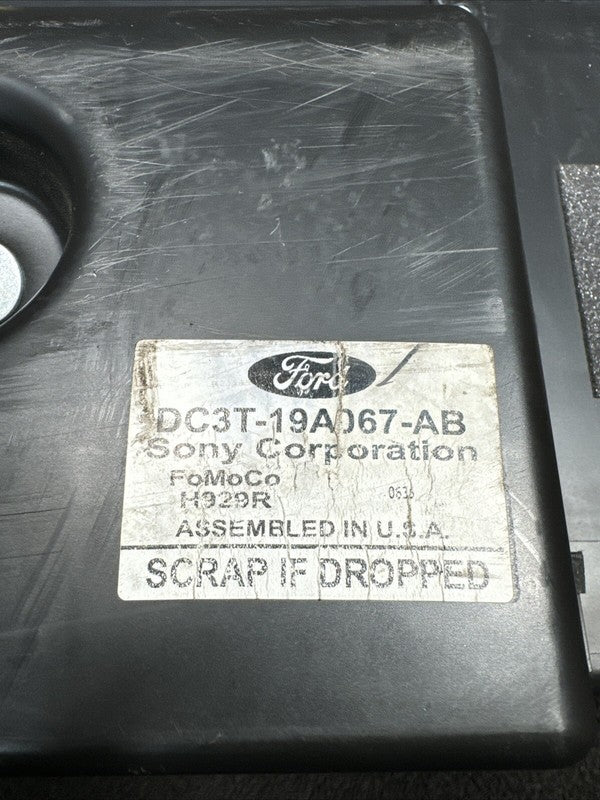 Ford
DC3T-19A067-AB
Sony Corporation
FoMoCo
H929R
ASSEMBLED IN U.S.A.
SCRAP IF DROPPED